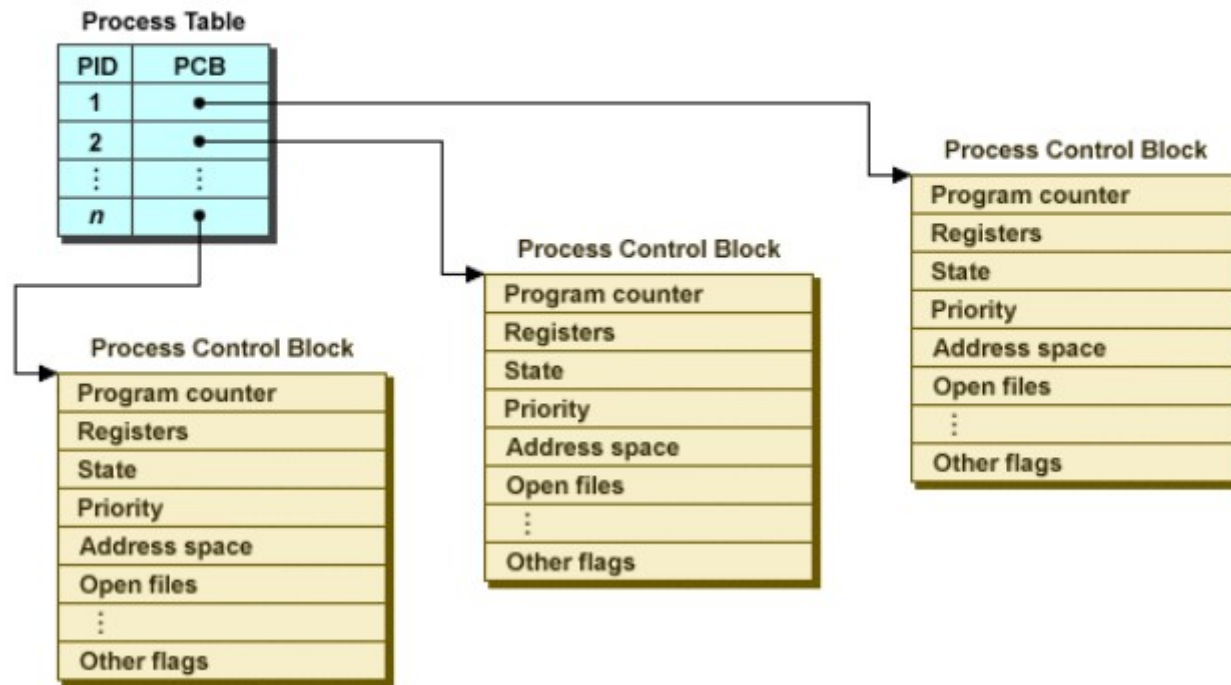 Process Table
PID PCB
1
2
⋮ ⋮
n
Process Control Block
Program counter
Registers
State
Priority
Address space
Open files
⋮
Other flags
Process Control Block
Program counter
Registers
State
Priority
Address space
Open files
⋮
Other flags
Process Control Block
Program counter
Registers
State
Priority
Address space
Open files
⋮
Other flags